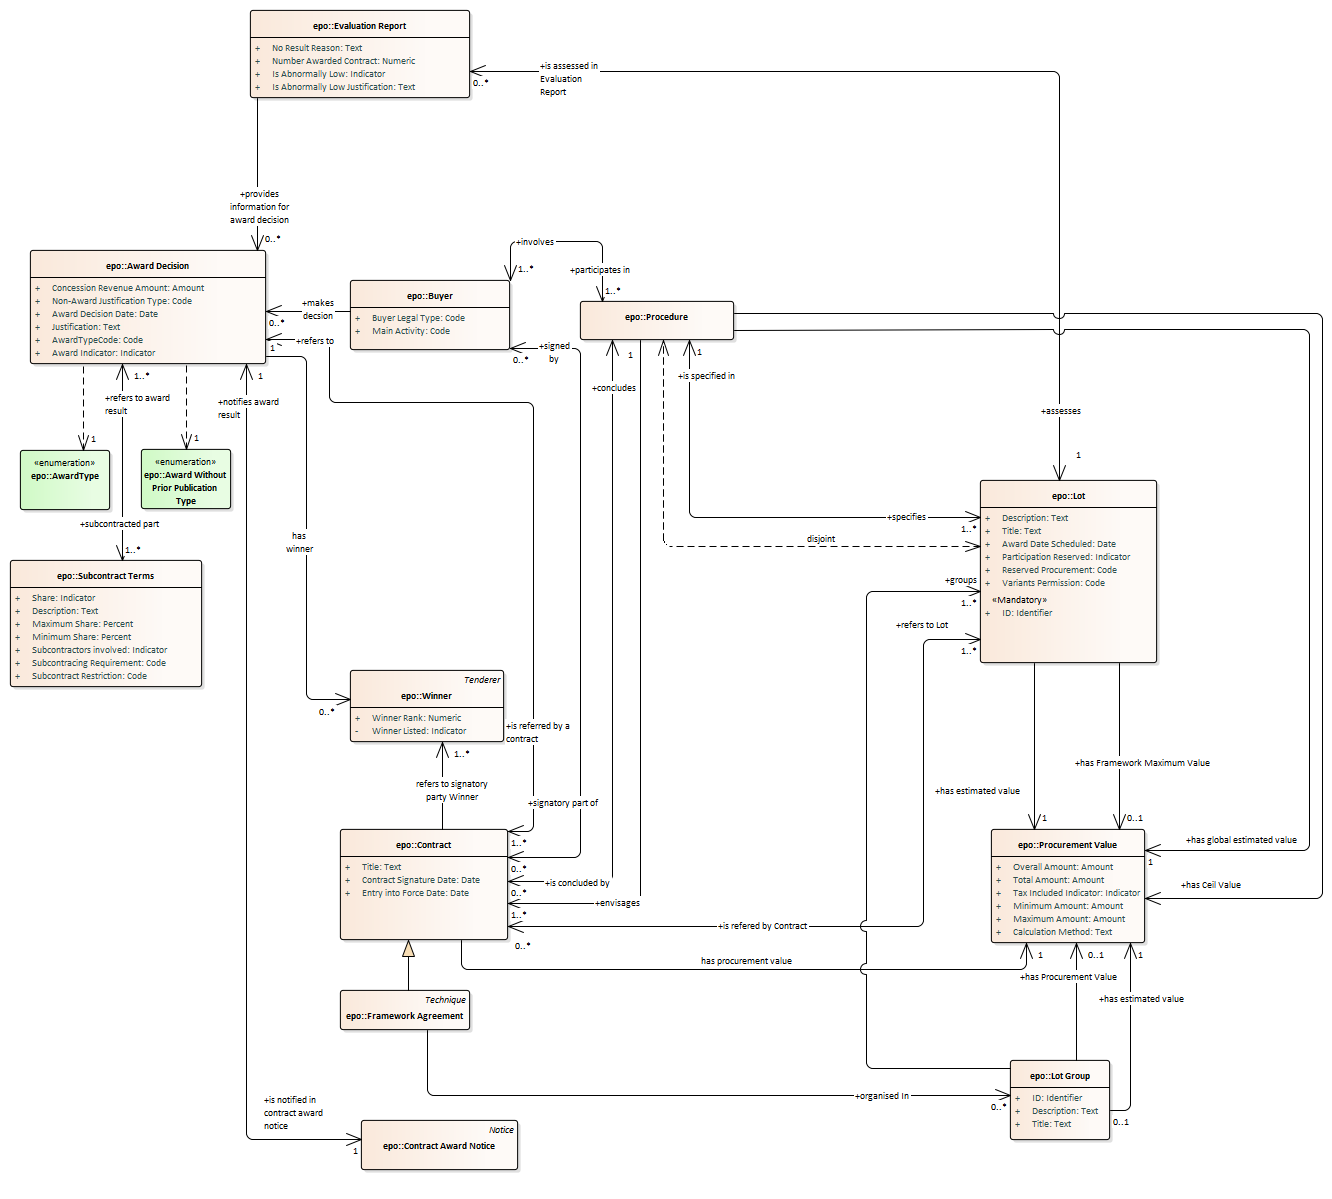 epo::Evaluation Report
+ No Result Reason: Text
+ Number Awarded Contract: Numeric
+ Is Abnormally Low: Indicator
+ Is Abnormally Low Justification: Text
+is assessed in
Evaluation
Report
0..*
+provides
information for
award decision
0..*
epo::Award Decision
+ Concession Revenue Amount: Amount
+ Non-Award Justification Type: Code
+ Award Decision Date: Date
+ Justification: Text
+ AwardTypeCode: Code
+ Award Indicator: Indicator
+makes
decsion
0..*
+refers to
1
epo::Buyer
+ Buyer Legal Type: Code
+ Main Activity: Code
+involves
1..*
+participates in
1..*
epo::Procedure
+signed
by
0..*
+concludes
1
1
+is specified in
+assesses
1
1..*
+refers to award
result
+notifies award
result
1
1
1
«enumeration»
epo::AwardType
«enumeration»
epo::Award Without
Prior Publication
Type
+subcontracted part
1..*
has
winner
epo::Subcontract Terms
+ Share: Indicator
+ Description: Text
+ Maximum Share: Percent
+ Minimum Share: Percent
+ Subcontractors involved: Indicator
+ Subcontracing Requirement: Code
+ Subcontract Restriction: Code
epo::Lot
+ Description: Text
+ Title: Text
+ Award Date Scheduled: Date
+ Participation Reserved: Indicator
+ Reserved Procurement: Code
+ Variants Permission: Code
«Mandatory»
+ ID: Identifier
+specifies
1..*
disjoint
+groups
1..*
+refers to Lot
1..*
Tenderer
epo::Winner
+ Winner Rank: Numeric
- Winner Listed: Indicator
0..*
+is referred by a
contract
1..*
refers to signatory
party Winner
+signatory part of
+has Framework Maximum Value
+has estimated value
1
0..1
epo::Contract
+ Title: Text
+ Contract Signature Date: Date
+ Entry into Force Date: Date
1..*
0..*
+is concluded by
0..*
+envisages
1..*
+is refered by Contract
0..*
epo::Procurement Value
+ Overall Amount: Amount
+ Total Amount: Amount
+ Tax Included Indicator: Indicator
+ Minimum Amount: Amount
+ Maximum Amount: Amount
+ Calculation Method: Text
+has global estimated value
1
+has Ceil Value
has procurement value
1
0..1
1
+has Procurement Value
+has estimated value
Technique
epo::Framework Agreement
epo::Lot Group
+ ID: Identifier
+ Description: Text
+ Title: Text
+organised In
0..*
0..1
+is notified in
contract award
notice
1
Notice
epo::Contract Award Notice